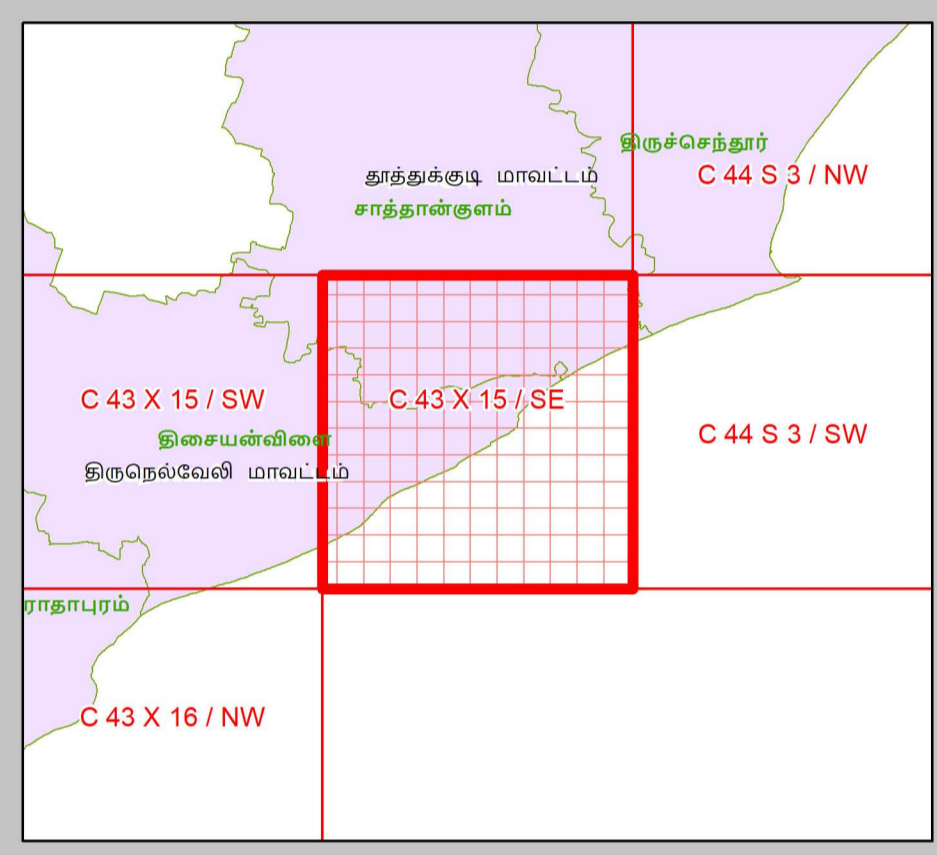 திருச்செந்தூர்
C 44 S 3 / NW
தூத்துக்குடி மாவட்டம்
சாத்தான்குளம்
C 43 X 15 / SW
C 43 X 15 / SE
C 44 S 3 / SW
திசையன்விளை
திருநெல்வேலி மாவட்டம்
ராதாபுரம்
C 43 X 16 / NW